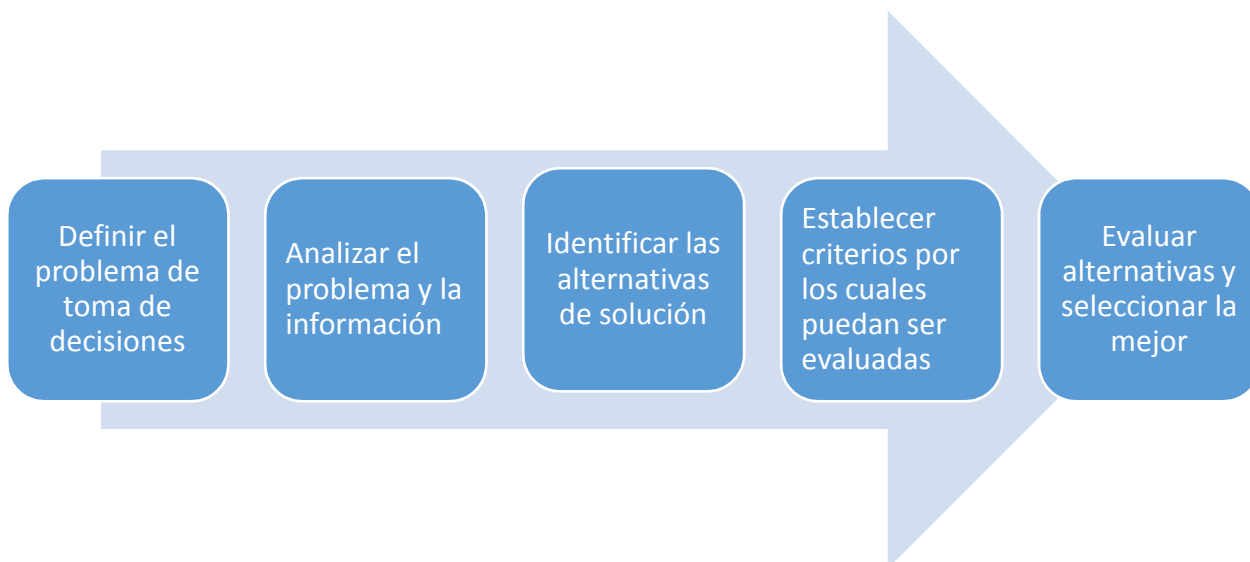 Definir el
problema de
toma de
decisiones
Analizar el
problema y la
información
Identificar las
alternativas
de solución
Establecer
criterios por
los cuales
puedan ser
evaluadas
Evaluar
alternativas y
seleccionar la
mejor